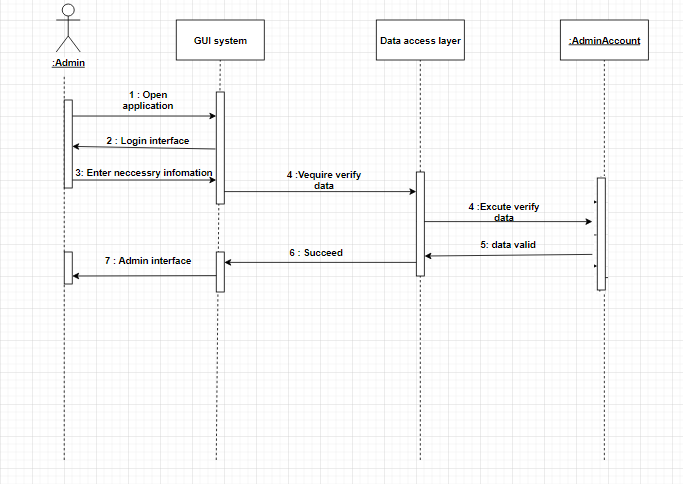 GUI system
Data access layer
:AdminAccount
:Admin
1 : Open
application
2 : Login interface
3: Enter neccessry infomation
4 :Vequire verify
data
4 :Excute verify
data
5: data valid
6 : Succeed
7 : Admin interface